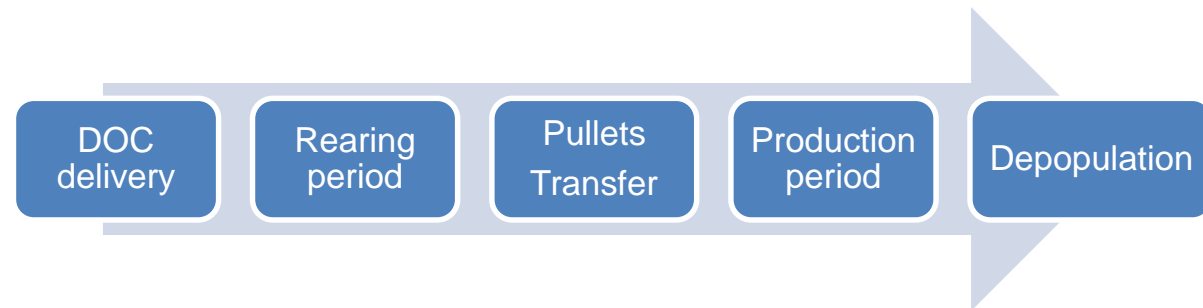 DOC
delivery
Rearing
period
Pullets
Transfer
Production
period
Depopulation